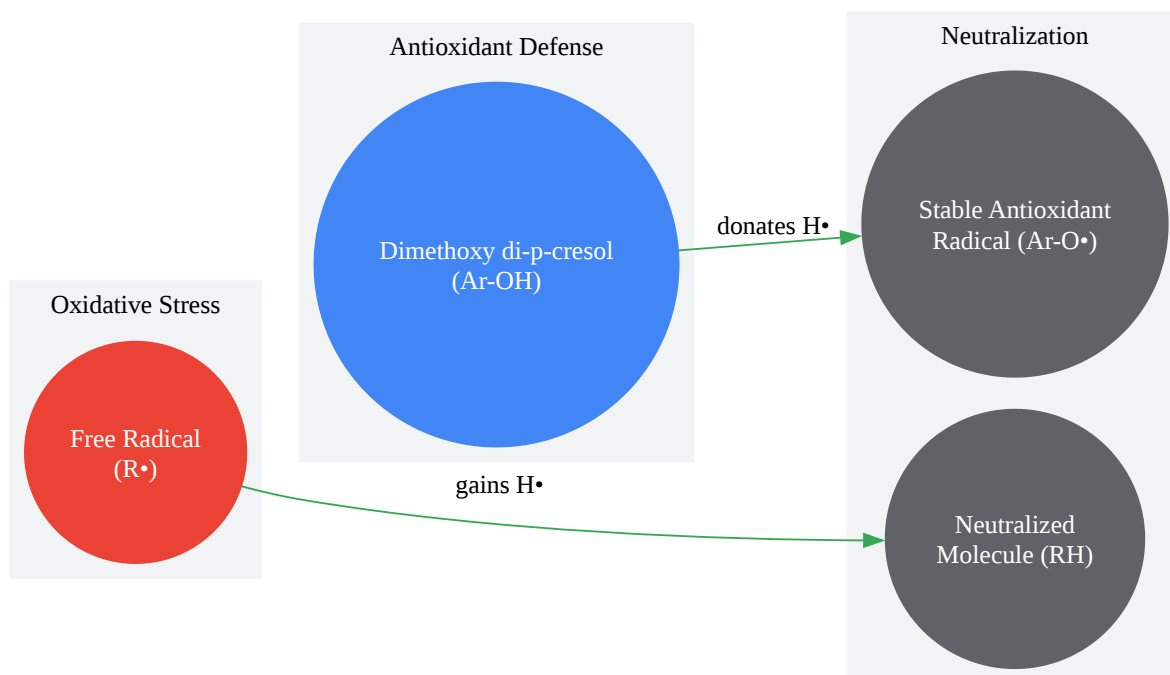 Oxidative Stress
Free Radical
(R•)
Antioxidant Defense
Dimethoxy di-p-cresol
(Ar-OH)
donates H•
gains H•
Neutralization
Stable Antioxidant
Radical (Ar-O•)
Neutralized
Molecule (RH)